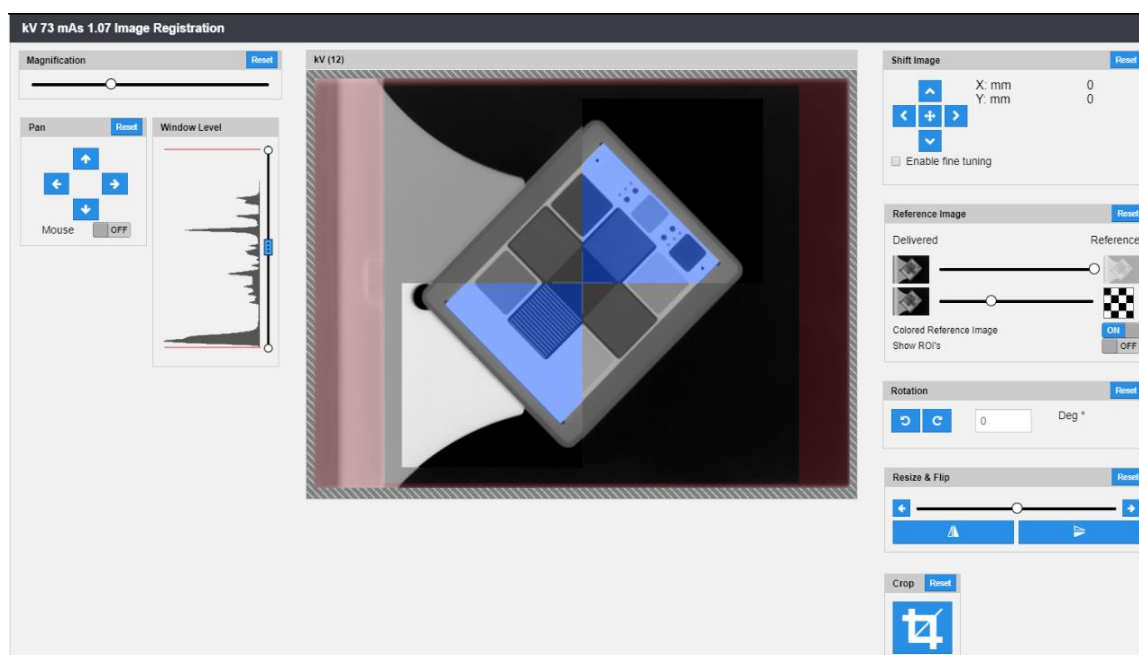 kV 73 mAs 1.07 Image Registration
Magnification
Reset
Pan
Reset
Mouse
OFF
Window Level
kV (12)
Shift Image
Reset
X: mm 0
Y: mm 0
Enable fine tuning
Reference Image
Reset
Delivered
Reference
Colored Reference Image
ON
Show ROI's
OFF
Rotation
Reset
0
Deg °
Resize & Flip
Reset
Crop
Reset